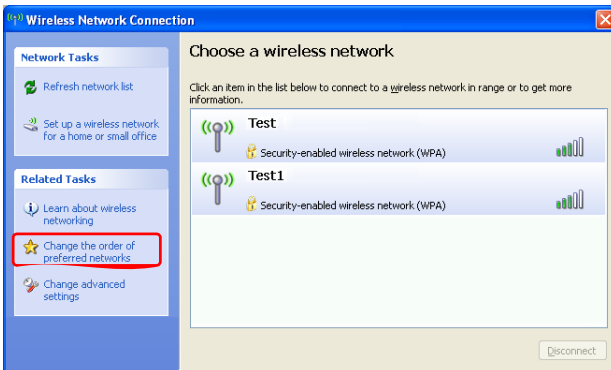 Wireless Network Connection
Network Tasks
Refresh network list
Set up a wireless network
for a home or small office
Related Tasks
Learn about wireless
networking
Change the order of
preferred networks
Change advanced
settings
Choose a wireless network
Click an item in the list below to connect to a wireless network in range or to get more
information.
Test
Security-enabled wireless network (WPA)
Test1
Security-enabled wireless network (WPA)
Disconnect